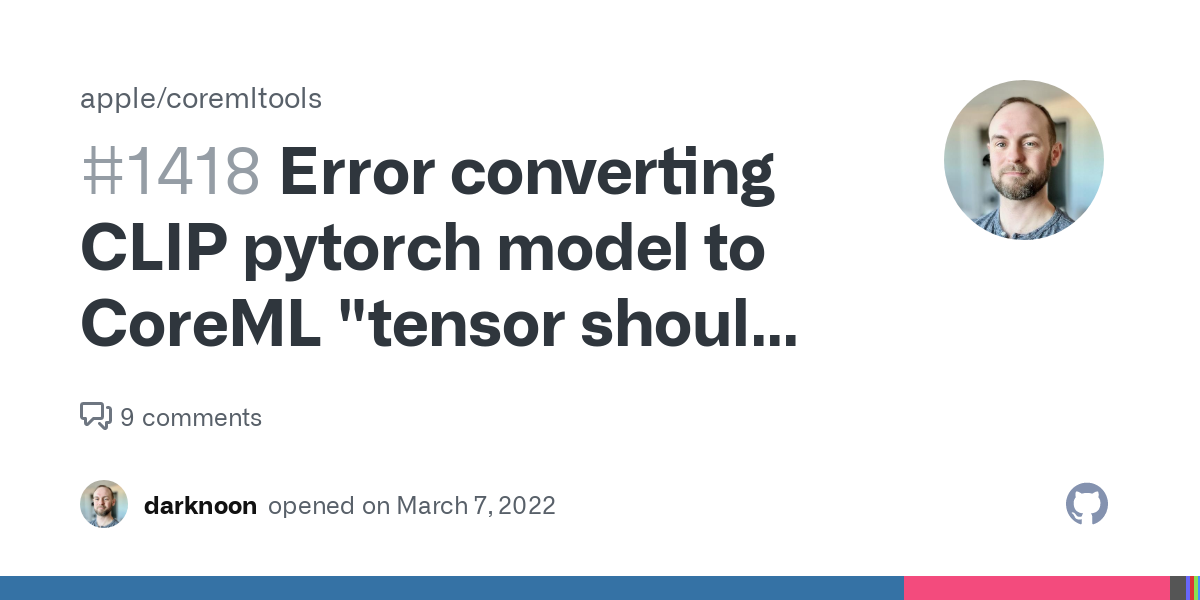 apple/coremltools
#1418 Error converting
CLIP pytorch model to
CoreML "tensor shoul...
9 comments
darknoon opened on March 7, 2022